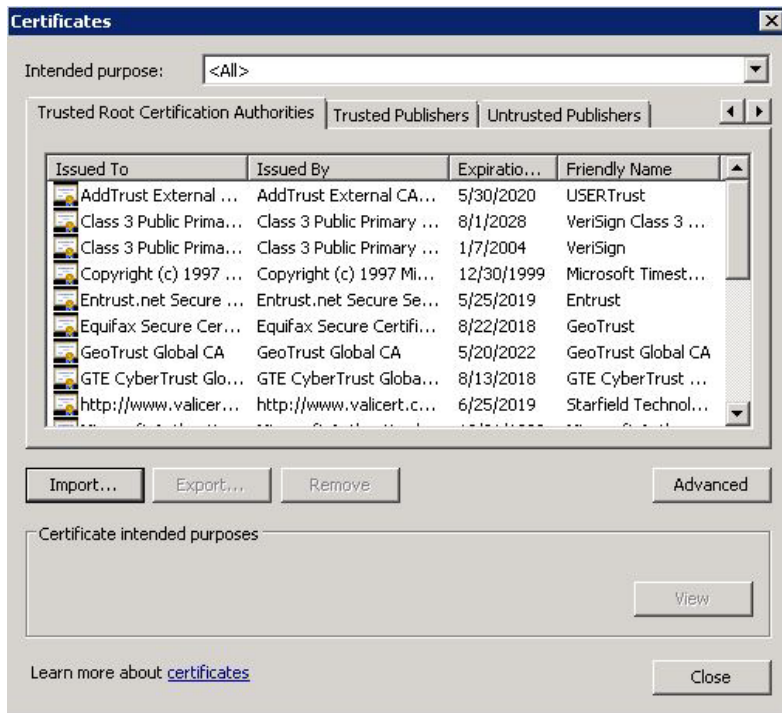 Certificates
Intended purpose: <All>
Trusted Root Certification Authorities Trusted Publishers Untrusted Publishers
Issued To Issued By Expiratio... Friendly Name
AddTrust External ... AddTrust External CA... 5/30/2020 USERTrust
Class 3 Public Prima... Class 3 Public Primary ... 8/1/2028 VeriSign Class 3 ...
Class 3 Public Prima... Class 3 Public Primary ... 1/7/2004 VeriSign
Copyright (c) 1997 ... Copyright (c) 1997 Mi... 12/30/1999 Microsoft Timest...
Entrust.net Secure ... Entrust.net Secure Se... 5/25/2019 Entrust
Equifax Secure Cer... Equifax Secure Certifi... 8/22/2018 GeoTrust
GeoTrust Global CA GeoTrust Global CA 5/20/2022 GeoTrust Global CA
GTE CyberTrust Glo... GTE CyberTrust Globa... 8/13/2018 GTE CyberTrust ...
http://www.valicer... http://www.valicert.c... 6/25/2019 Starfield Technol...
Import... Export... Remove Advanced
Certificate intended purposes
View
Learn more about certificates
Close